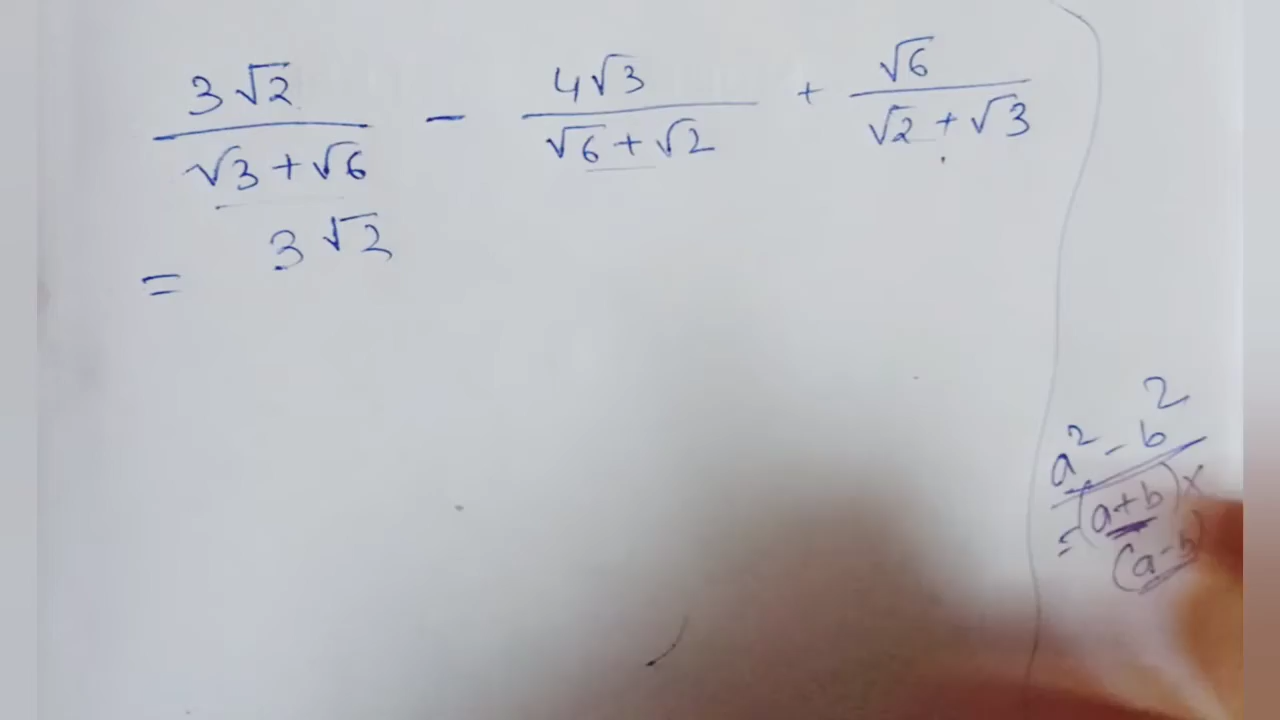 3√2 / (√3 + √6) - 4√3 / (√6 + √2) + √6 / (√2 + √3)
= 3√2
a² - b²
= (a+b) ×
(a-b)